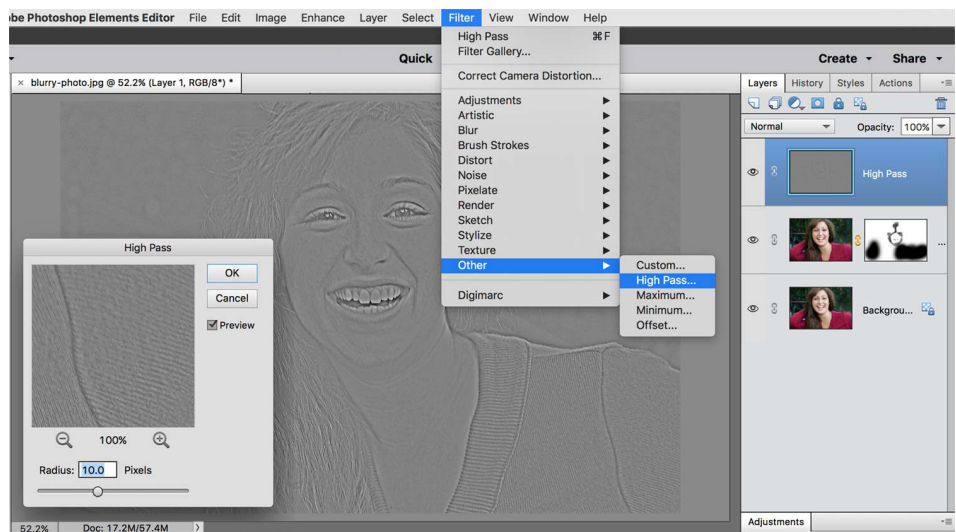 obe Photoshop Elements Editor File Edit Image Enhance Layer Select Filter View Window Help
High Pass ⌘F
Filter Gallery...
Correct Camera Distortion...
Adjustments
Artistic
Blur
Brush Strokes
Distort
Noise
Pixelate
Render
Sketch
Stylize
Texture
Other
Digimarc
Custom...
High Pass...
Maximum...
Minimum...
Offset...
Quick
Create Share
× blurry-photo.jpg @ 52.2% (Layer 1, RGB/8*) *
Layers History Styles Actions
Normal Opacity: 100%
High Pass
...
Backgrou...
High Pass
OK
Cancel
Preview
100%
Radius: 10.0 Pixels
52.2% Doc: 17.2M/57.4M
Adjustments